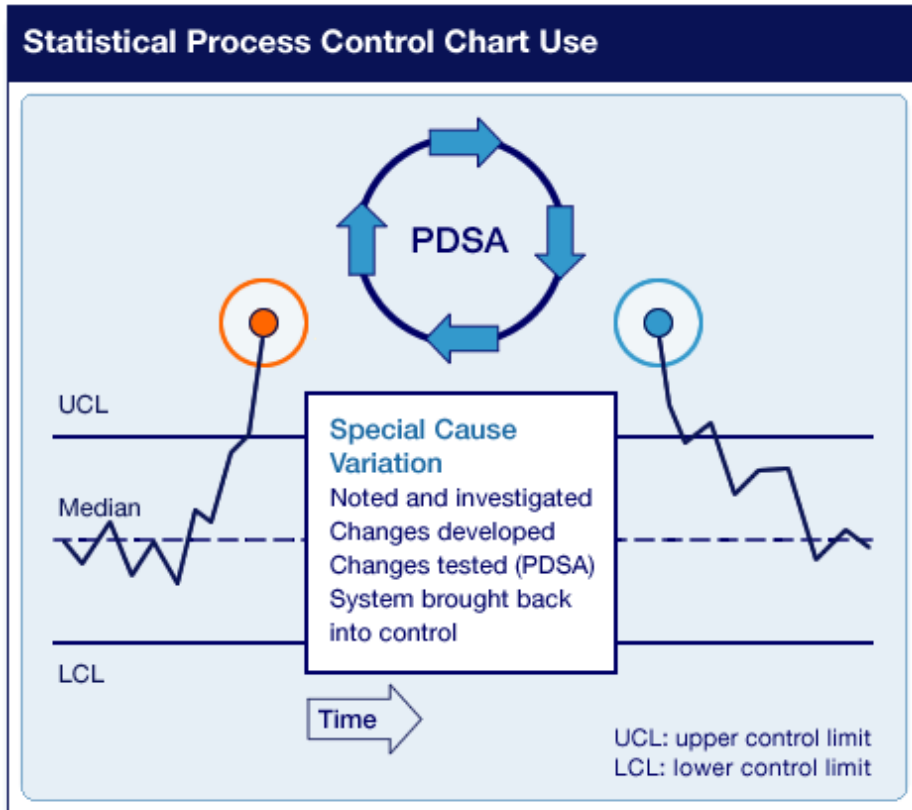 Statistical Process Control Chart Use
PDSA
UCL
Special Cause
Variation
Noted and investigated
Changes developed
Changes tested (PDSA)
System brought back
into control
Median
LCL
Time
UCL: upper control limit
LCL: lower control limit